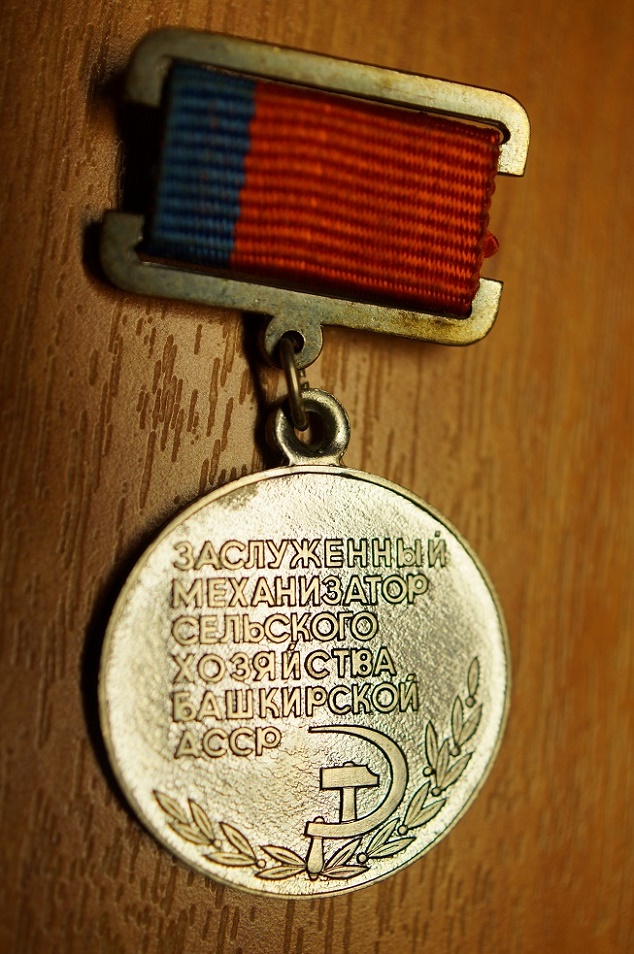 ЗАСЛУЖЕННЫЙ
МЕХАНИЗАТОР
СЕЛЬСКОГО
ХОЗЯЙСТВА
БАШКИРСКОЙ
АССР